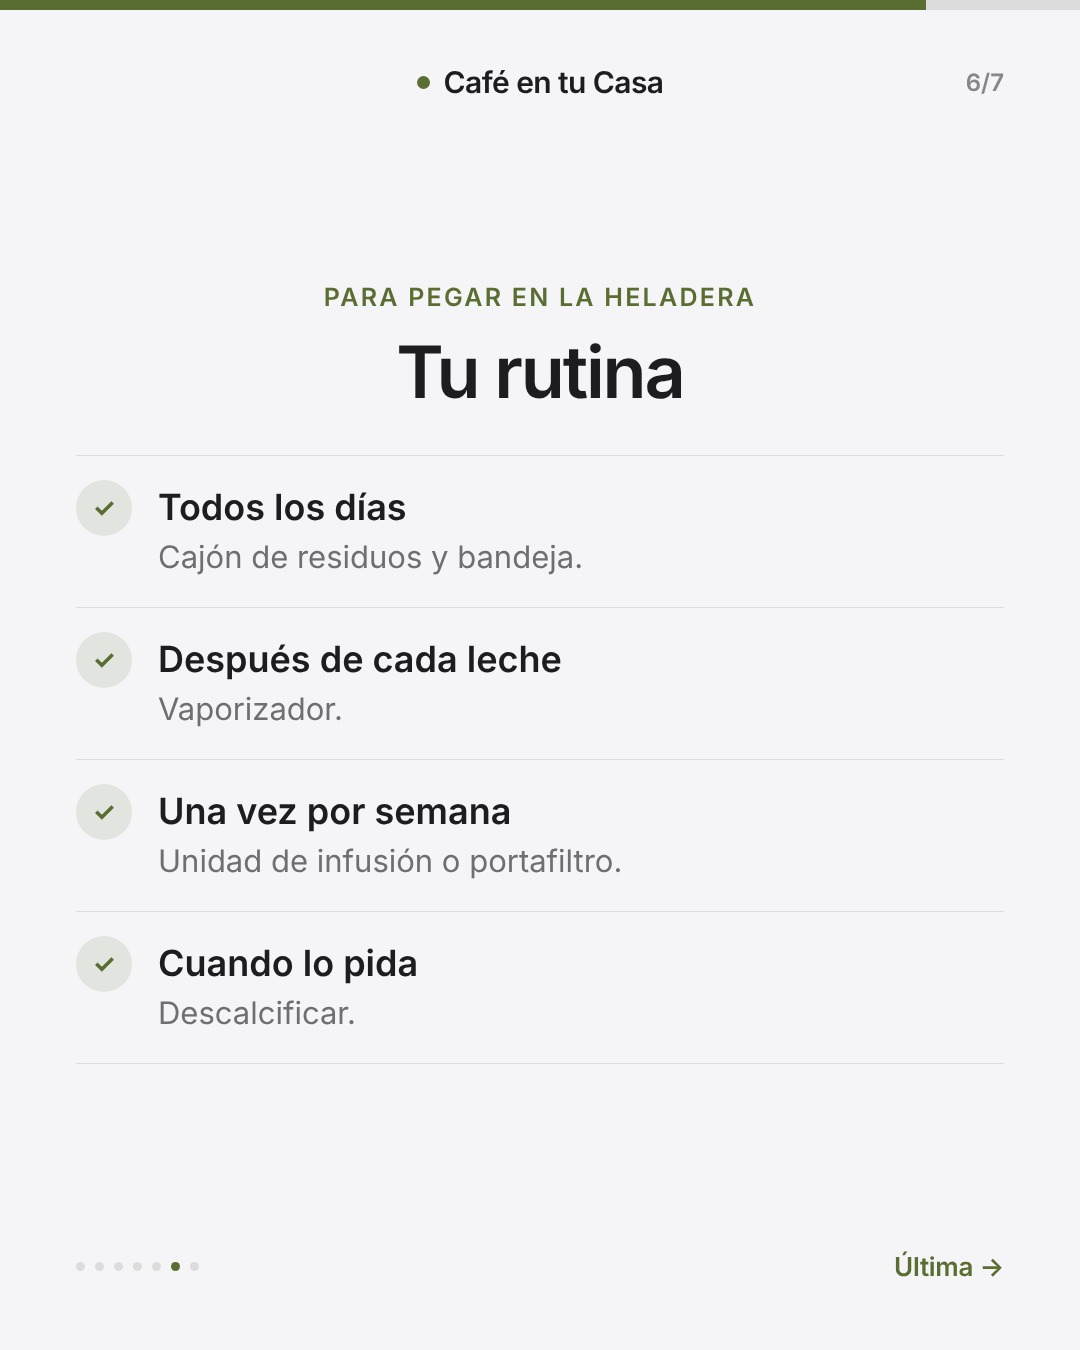 Café en tu Casa
6/7
PARA PEGAR EN LA HELADERA
Tu rutina
Todos los días
Cajón de residuos y bandeja.
Después de cada leche
Vaporizador.
Una vez por semana
Unidad de infusión o portafiltro.
Cuando lo pida
Descalcificar.
Última →